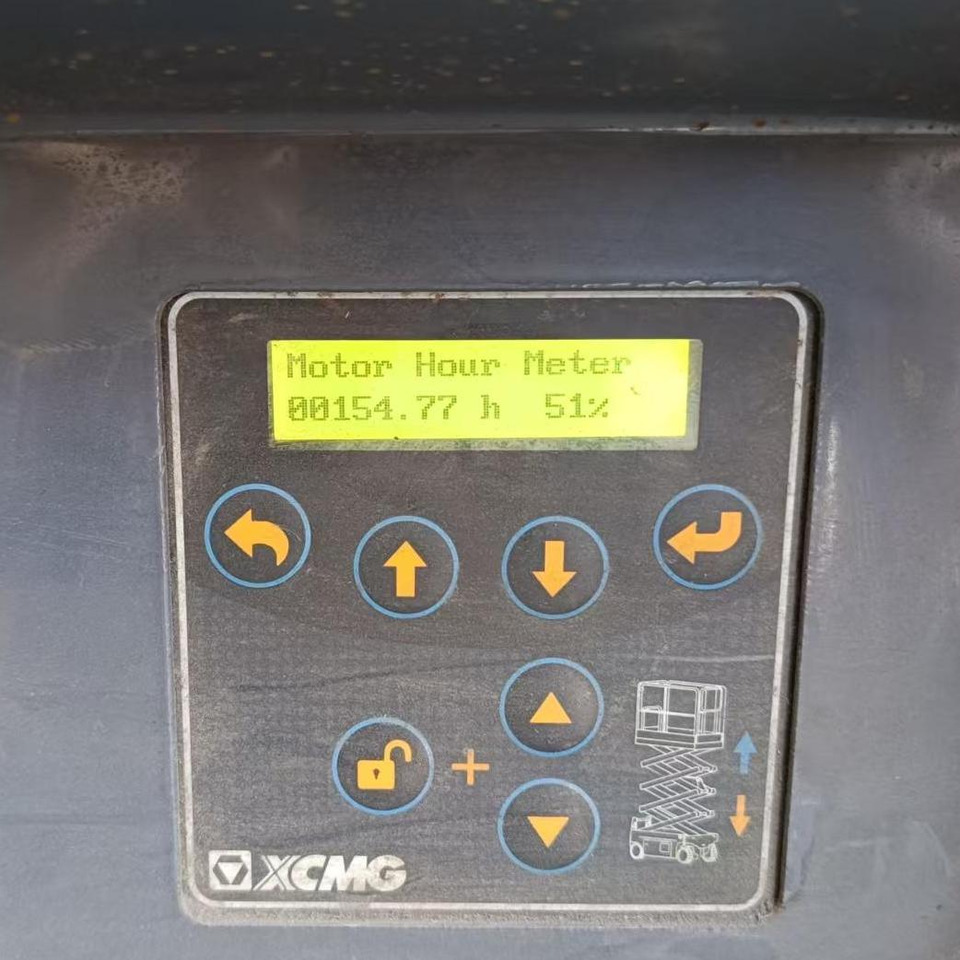 Motor Hour Meter
00154.77 h 51%
+
XCMG